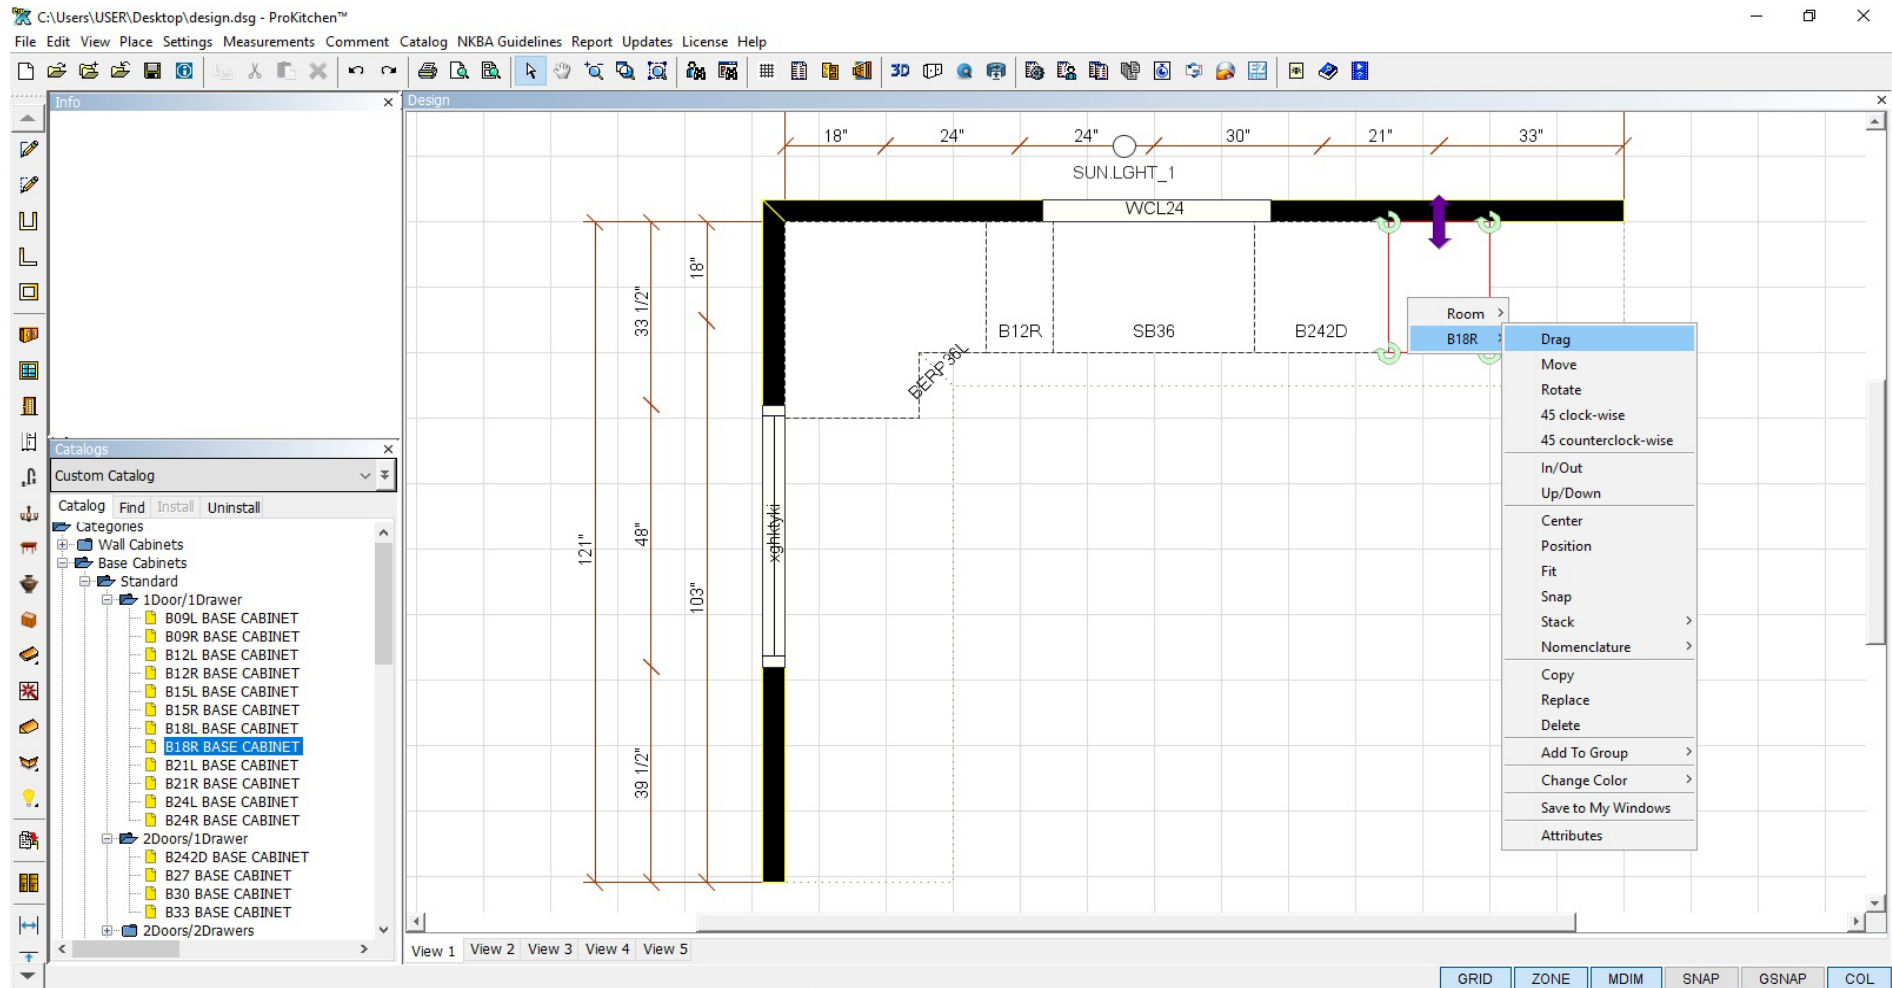 C:\Users\USER\Desktop\design.dsg - ProKitchen™
File Edit View Place Settings Measurements Comment Catalog NKBA Guidelines Report Updates License Help
3D
Info
Design
18" 24" 24" 30" 21" 33"
SUN.LGHT_1
WCL24
18"
33 1/2"
B12R SB36 B242D
BERP36L
Room
B18R
Drag
Move
Rotate
45 clock-wise
45 counterclock-wise
In/Out
Up/Down
Center
Position
Fit
Snap
Stack
Nomenclature
Copy
Replace
Delete
Add To Group
Change Color
Save to My Windows
Attributes
121"
48"
103"
39 1/2"
xghktyki
Catalogs
Custom Catalog
Catalog Find Install Uninstall
Categories
Wall Cabinets
Base Cabinets
Standard
1Door/1Drawer
B09L BASE CABINET
B09R BASE CABINET
B12L BASE CABINET
B12R BASE CABINET
B15L BASE CABINET
B15R BASE CABINET
B18L BASE CABINET
B18R BASE CABINET
B21L BASE CABINET
B21R BASE CABINET
B24L BASE CABINET
B24R BASE CABINET
2Doors/1Drawer
B242D BASE CABINET
B27 BASE CABINET
B30 BASE CABINET
B33 BASE CABINET
2Doors/2Drawers
View 1 View 2 View 3 View 4 View 5
GRID ZONE MDIM SNAP GSNAP COL